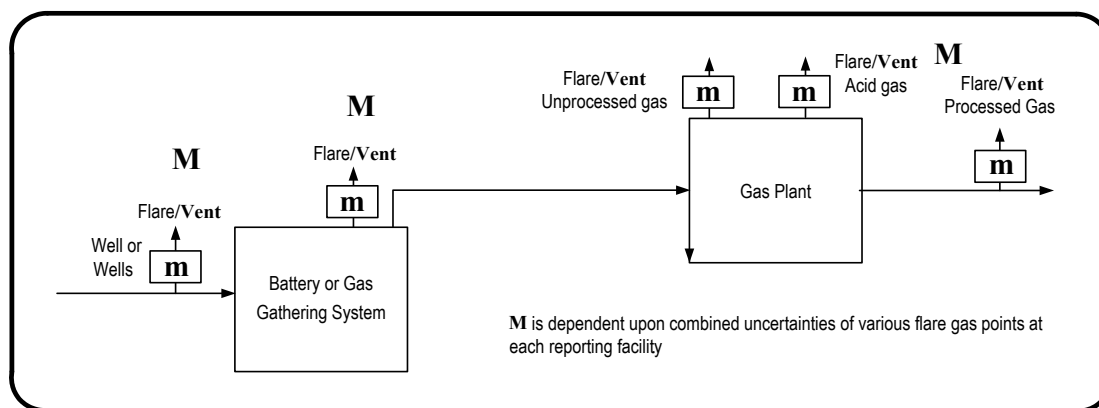 M
Flare/Vent
Well or
Wells
m
M
Flare/Vent
m
Battery or Gas
Gathering System
Flare/Vent
Unprocessed gas
m
m
Flare/Vent
Acid gas
M
Flare/Vent
Processed Gas
m
Gas Plant
M is dependent upon combined uncertainties of various flare gas points at
each reporting facility